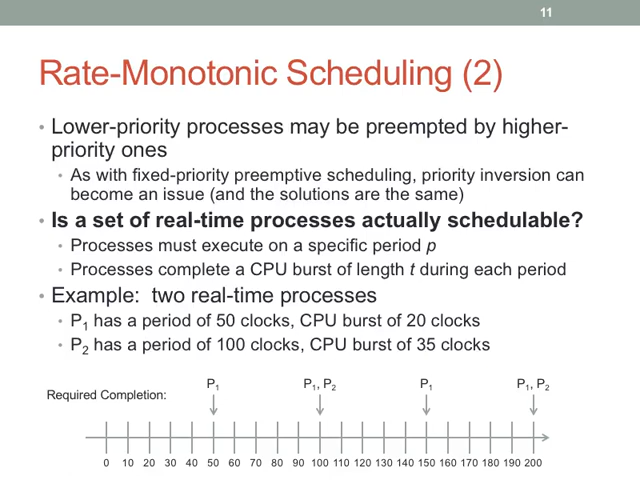 11
Rate-Monotonic Scheduling (2)
• Lower-priority processes may be preempted by higher-
priority ones
• As with fixed-priority preemptive scheduling, priority inversion can
become an issue (and the solutions are the same)
• Is a set of real-time processes actually schedulable?
• Processes must execute on a specific period p
• Processes complete a CPU burst of length t during each period
• Example: two real-time processes
• P1 has a period of 50 clocks, CPU burst of 20 clocks
• P2 has a period of 100 clocks, CPU burst of 35 clocks
P1 P1, P2 P1 P1, P2
Required Completion:
0 10 20 30 40 50 60 70 80 90 100 110 120 130 140 150 160 170 180 190 200